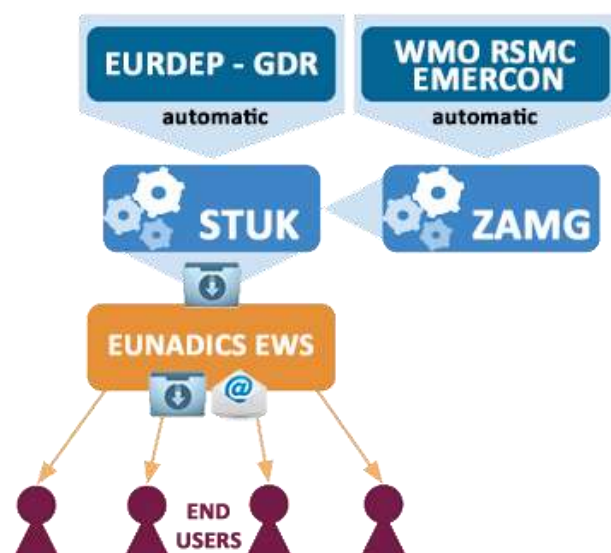 EURDEP - GDR
WMO RSMC
EMERCON
automatic
automatic
STUK
ZAMG
EUNADICS EWS
@
END
USERS